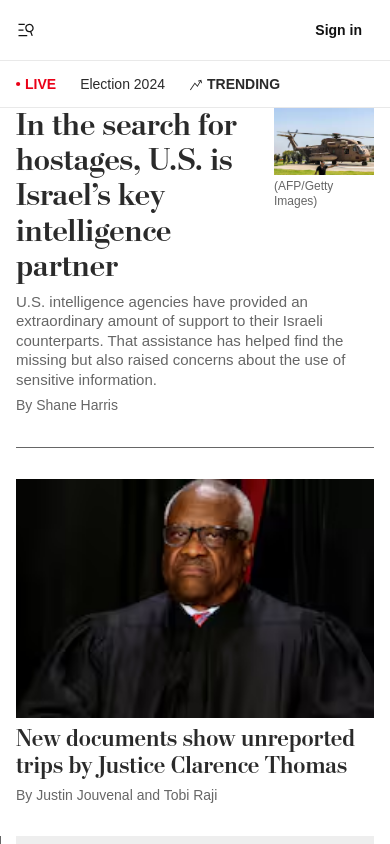 Sign in
LIVE
Election 2024
TRENDING
In the search for
hostages, U.S. is
Israel’s key
intelligence
partner
(AFP/Getty
Images)
U.S. intelligence agencies have provided an
extraordinary amount of support to their Israeli
counterparts. That assistance has helped find the
missing but also raised concerns about the use of
sensitive information.
By Shane Harris
New documents show unreported
trips by Justice Clarence Thomas
By Justin Jouvenal and Tobi Raji